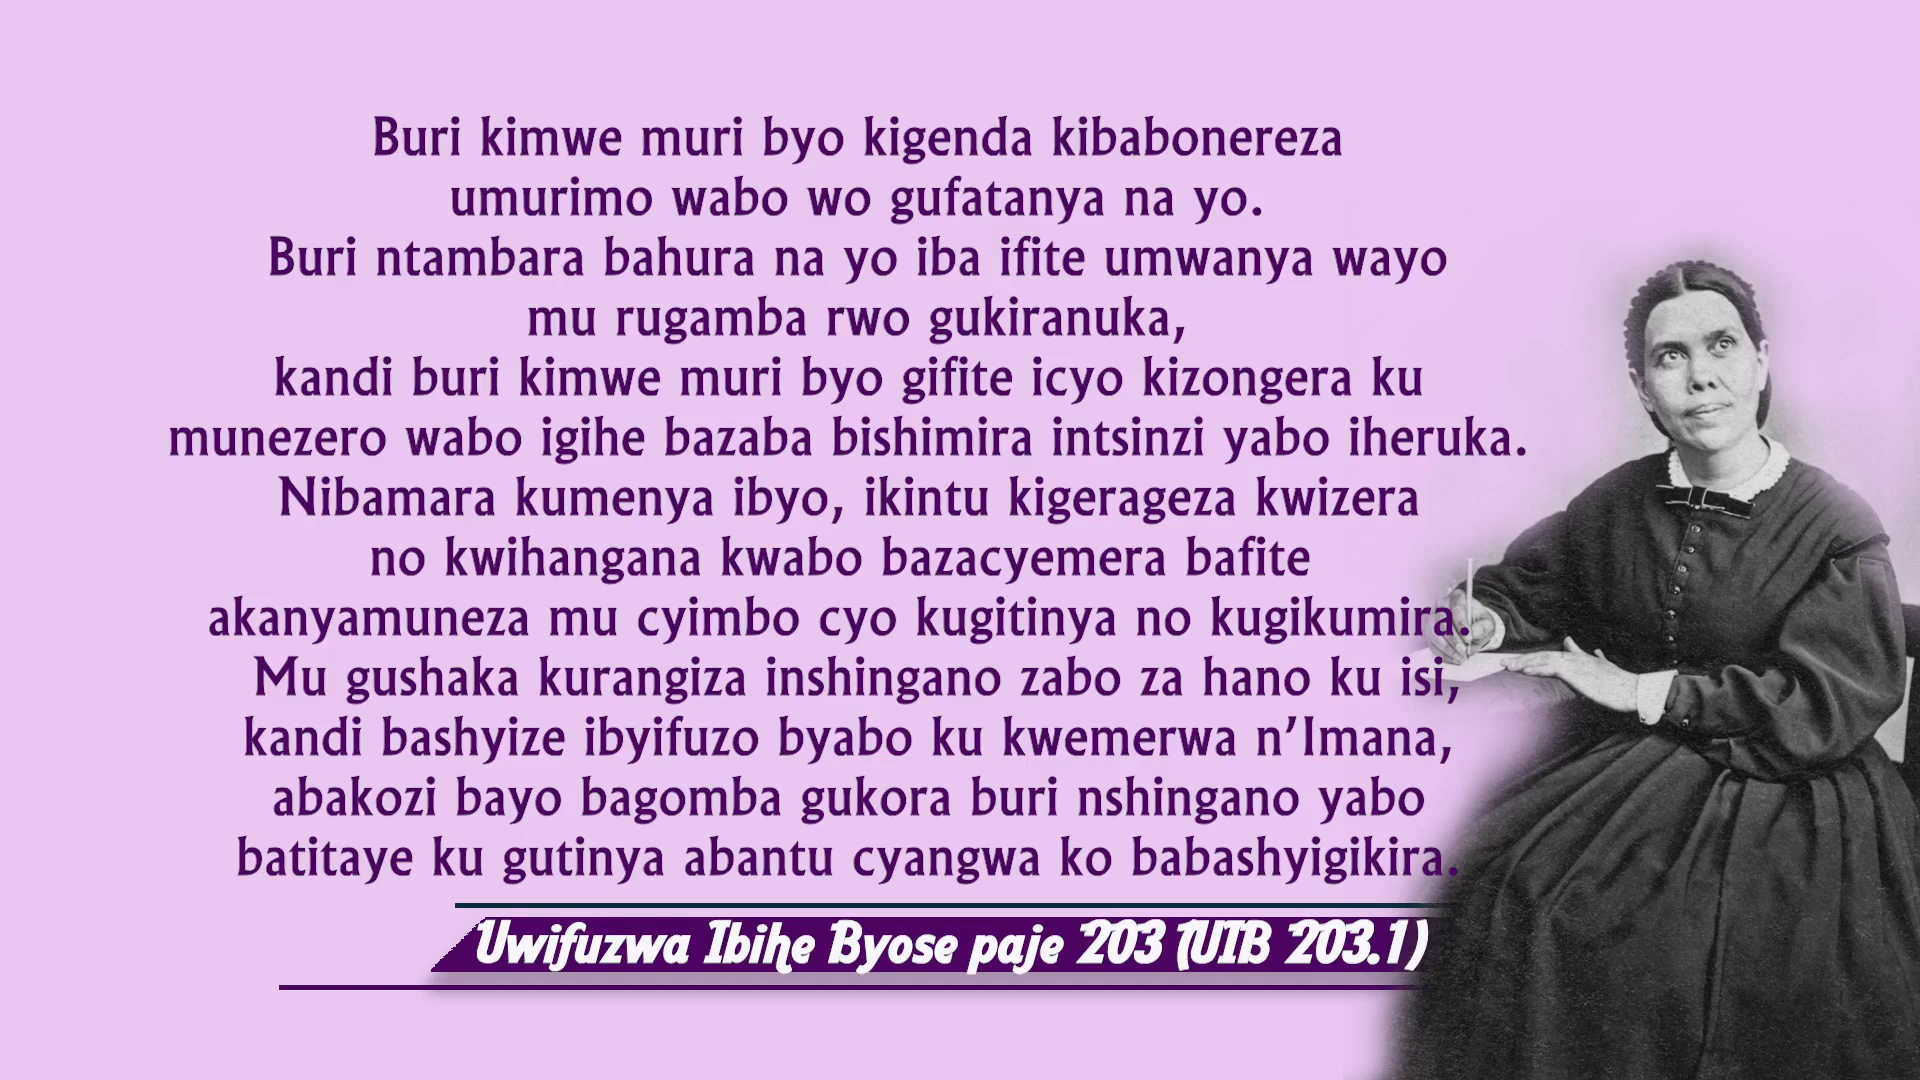 Buri kimwe muri byo kigenda kibabonereza
umurimo wabo wo gufatanya na yo.
Buri ntambara bahura na yo iba ifite umwanya wayo
mu rugamba rwo gukiranuka,
kandi buri kimwe muri byo gifite icyo kizongera ku
munezero wabo igihe bazaba bishimira intsinzi yabo iheruka.
Nibamara kumenya ibyo, ikintu kigerageza kwizera
no kwihangana kwabo bazacyemera bafite
akanyamuneza mu cyimbo cyo kugitinya no kugikumira.
Mu gushaka kurangiza inshingano zabo za hano ku isi,
kandi bashyize ibyifuzo byabo ku kwemerwa n’Imana,
abakozi bayo bagomba gukora buri nshingano yabo
batitaye ku gutinya abantu cyangwa ko babashyigikira.
Uwifuzwa Ibihe Byose paje 203 (UIB 203.1)